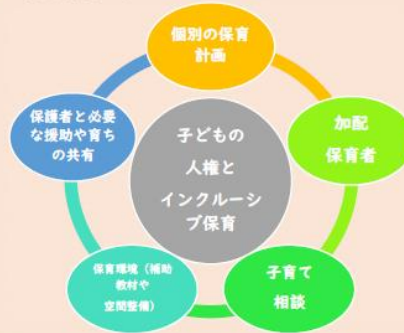 個別の保育
計画
加配
保育者
子育て
相談
保育環境（補助
教材や
空間整備）
保護者と必要
な援助や育ち
の共有
子どもの
人権と
インクルーシ
ブ保育